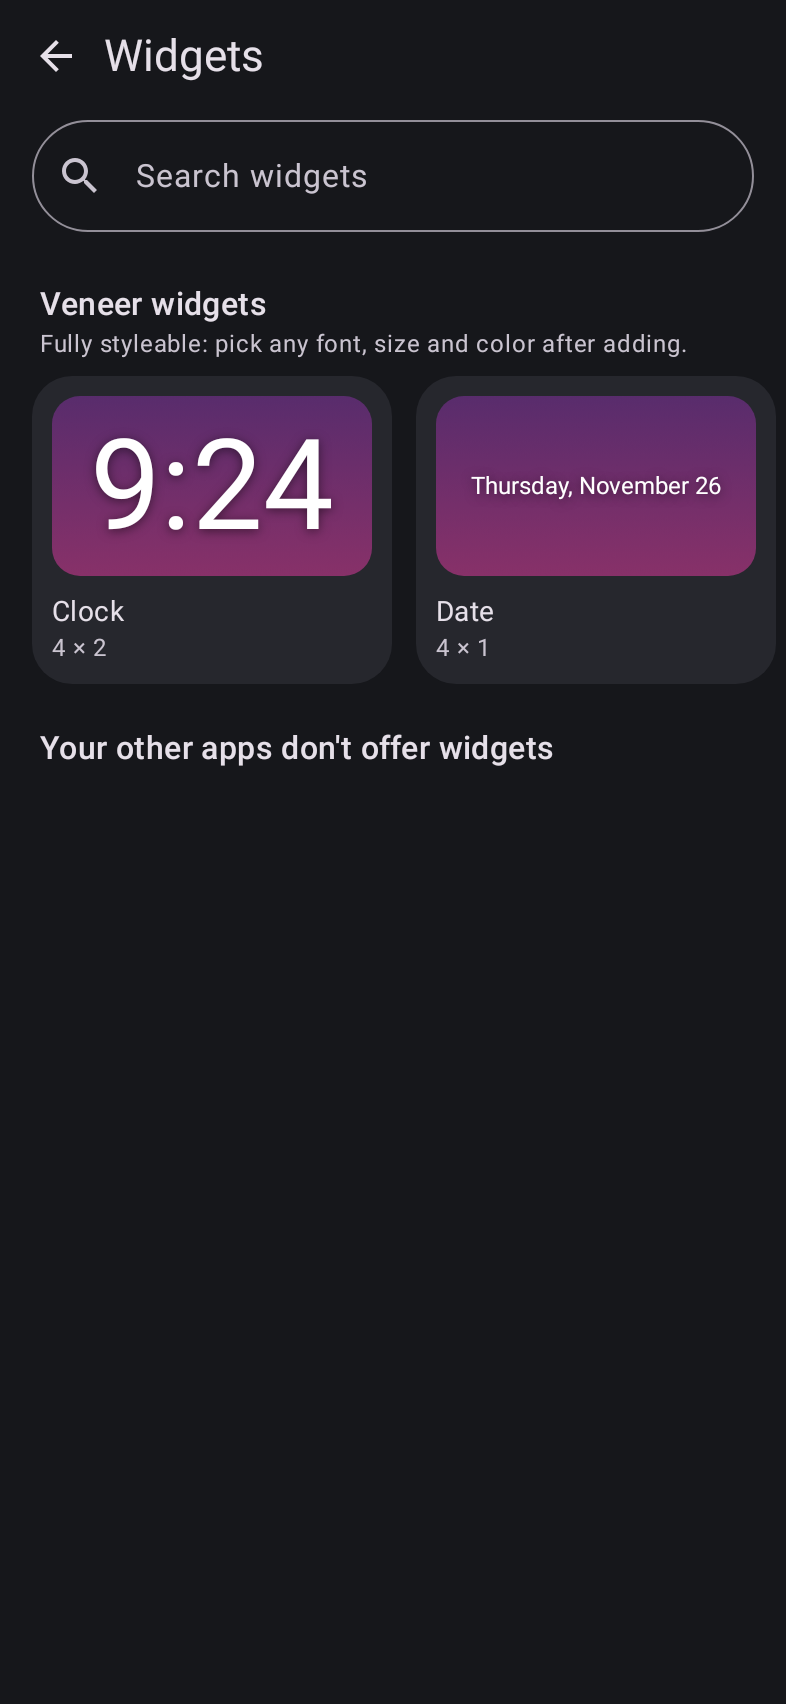 Widgets
Search widgets
Veneer widgets
Fully styleable: pick any font, size and color after adding.
9:24
Clock
4 × 2
Thursday, November 26
Date
4 × 1
Your other apps don't offer widgets